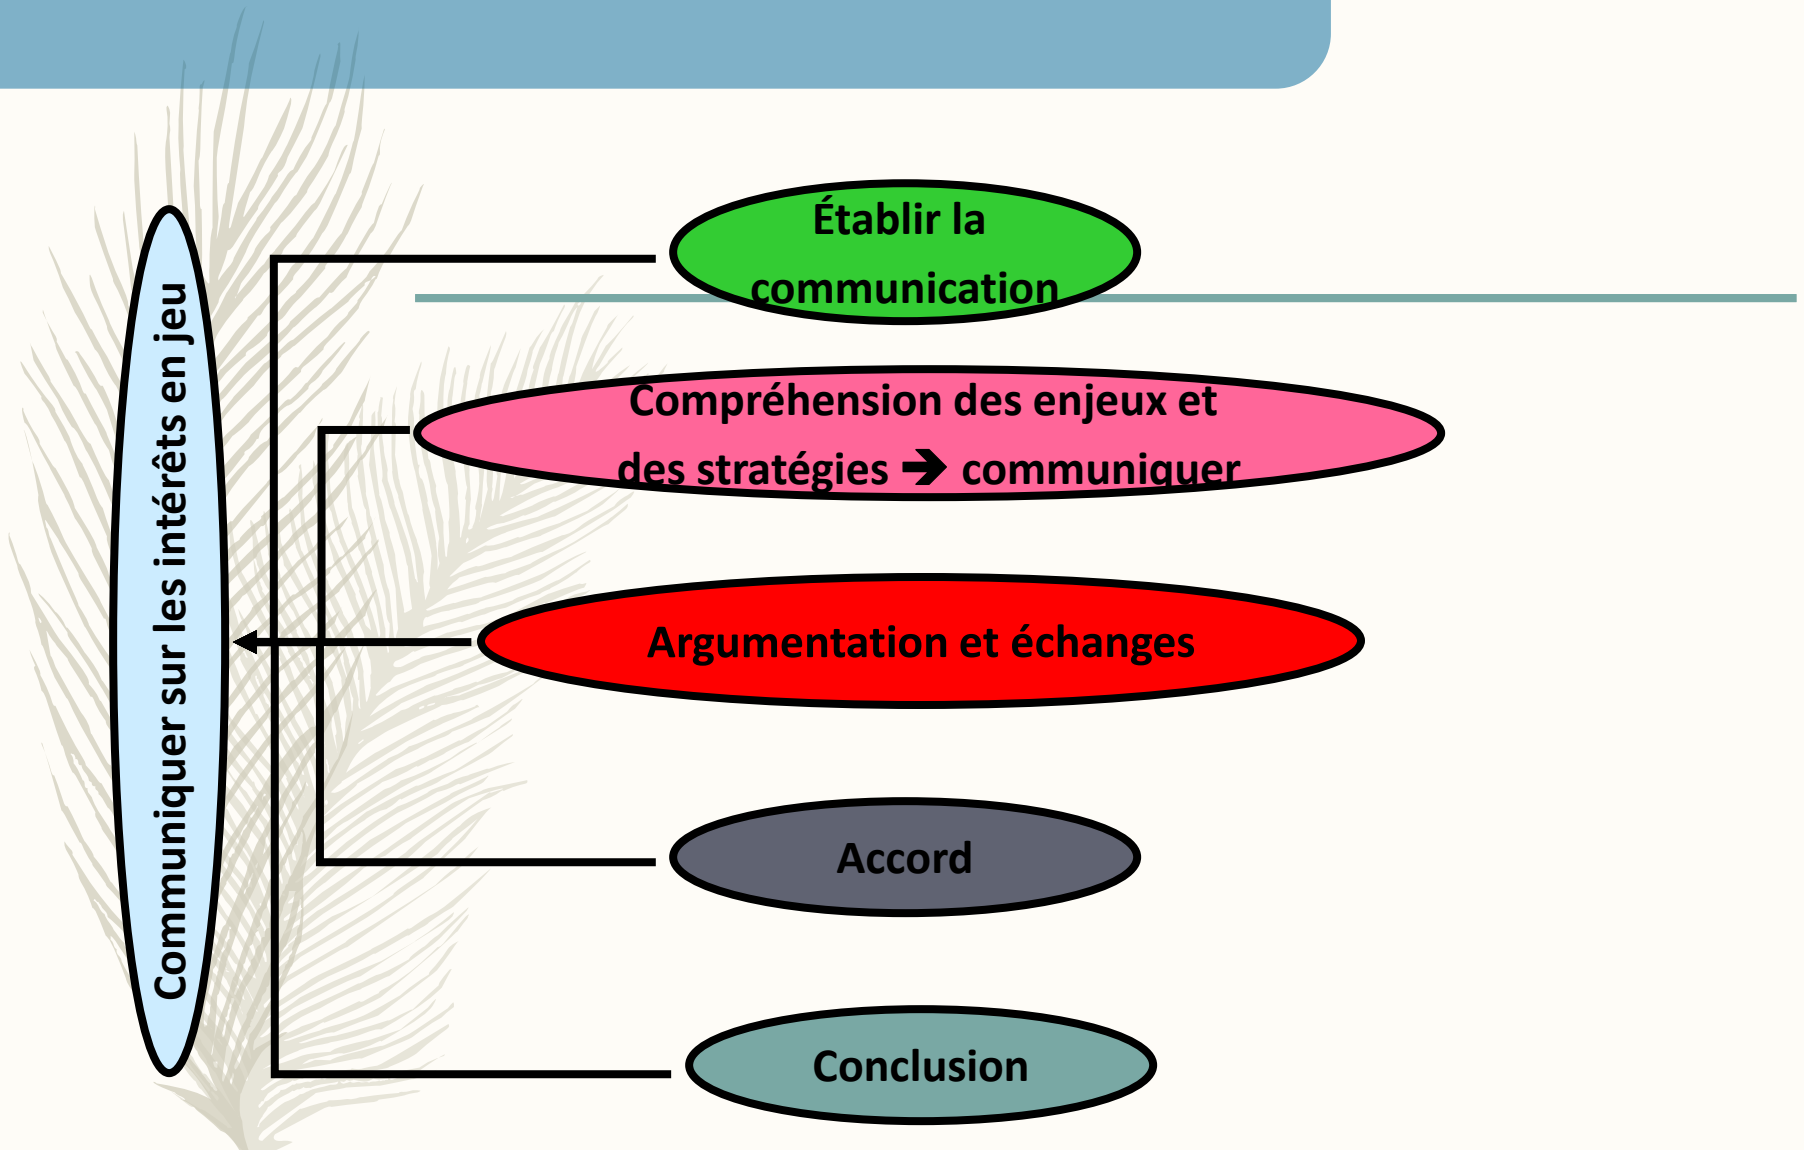 Communiquer sur les intérêts en jeu
Établir la
communication
Compréhension des enjeux et
des stratégies ➔ communiquer
Argumentation et échanges
Accord
Conclusion